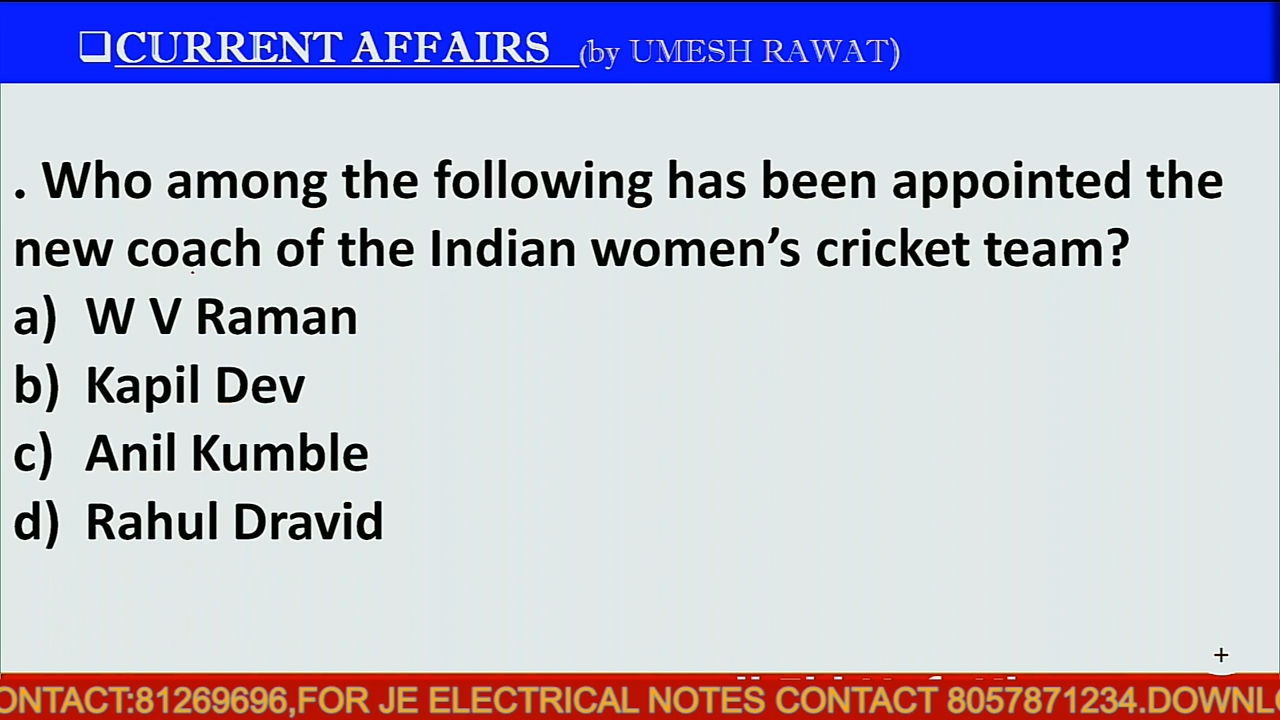 ❑CURRENT AFFAIRS (by UMESH RAWAT)
. Who among the following has been appointed the
new coach of the Indian women’s cricket team?
a) W V Raman
b) Kapil Dev
c) Anil Kumble
d) Rahul Dravid
+
ONTACT:81269696,FOR JE ELECTRICAL NOTES CONTACT 8057871234.DOWNL